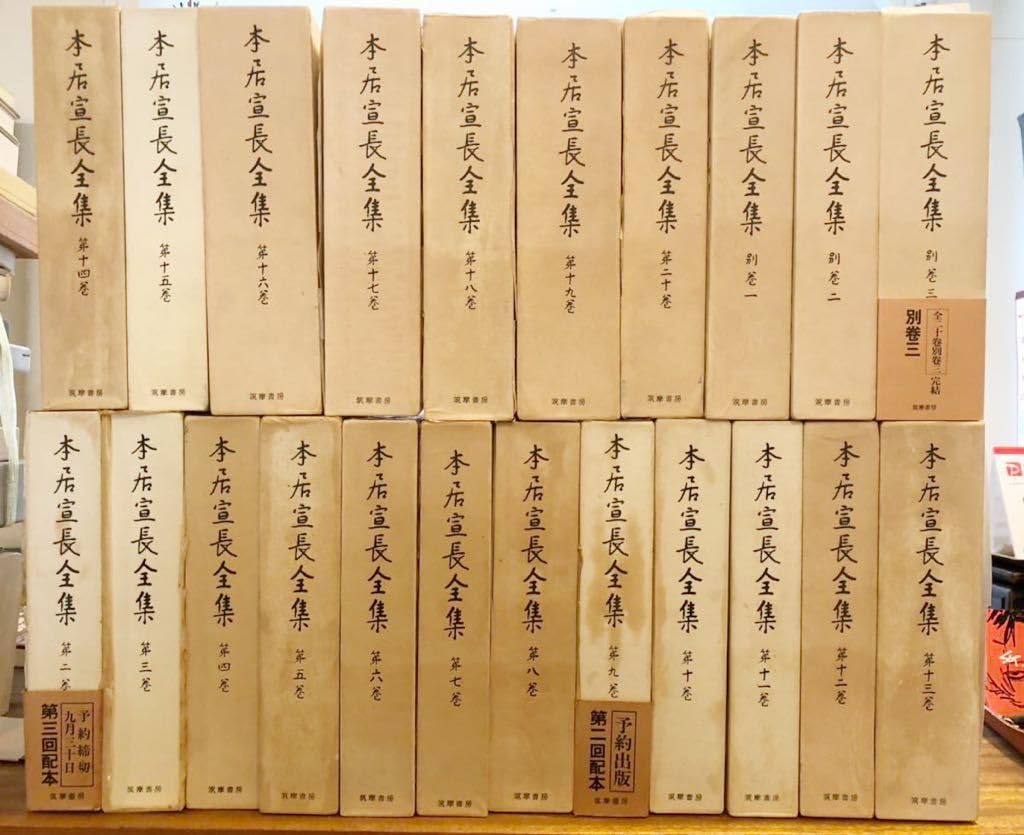 本居宣長全集 第十四巻 筑摩書房
本居宣長全集 第十五巻 筑摩書房
本居宣長全集 第十六巻 筑摩書房
本居宣長全集 第十七巻 筑摩書房
本居宣長全集 第十八巻 筑摩書房
本居宣長全集 第十九巻 筑摩書房
本居宣長全集 第二十巻 筑摩書房
本居宣長全集 別巻一 筑摩書房
本居宣長全集 別巻二 筑摩書房
本居宣長全集 別巻三
全二十巻別巻三完結
別巻三
筑摩書房
本居宣長全集 第二巻
予約締切
九月三十日
第三回配本
筑摩書房
本居宣長全集 第三巻 筑摩書房
本居宣長全集 第四巻 筑摩書房
本居宣長全集 第五巻 筑摩書房
本居宣長全集 第六巻 筑摩書房
本居宣長全集 第七巻 筑摩書房
本居宣長全集 第八巻 筑摩書房
本居宣長全集 第九巻
予約出版
第二回配本
筑摩書房
本居宣長全集 第十巻 筑摩書房
本居宣長全集 第十一巻 筑摩書房
本居宣長全集 第十二巻 筑摩書房
本居宣長全集 第十三巻 筑摩書房